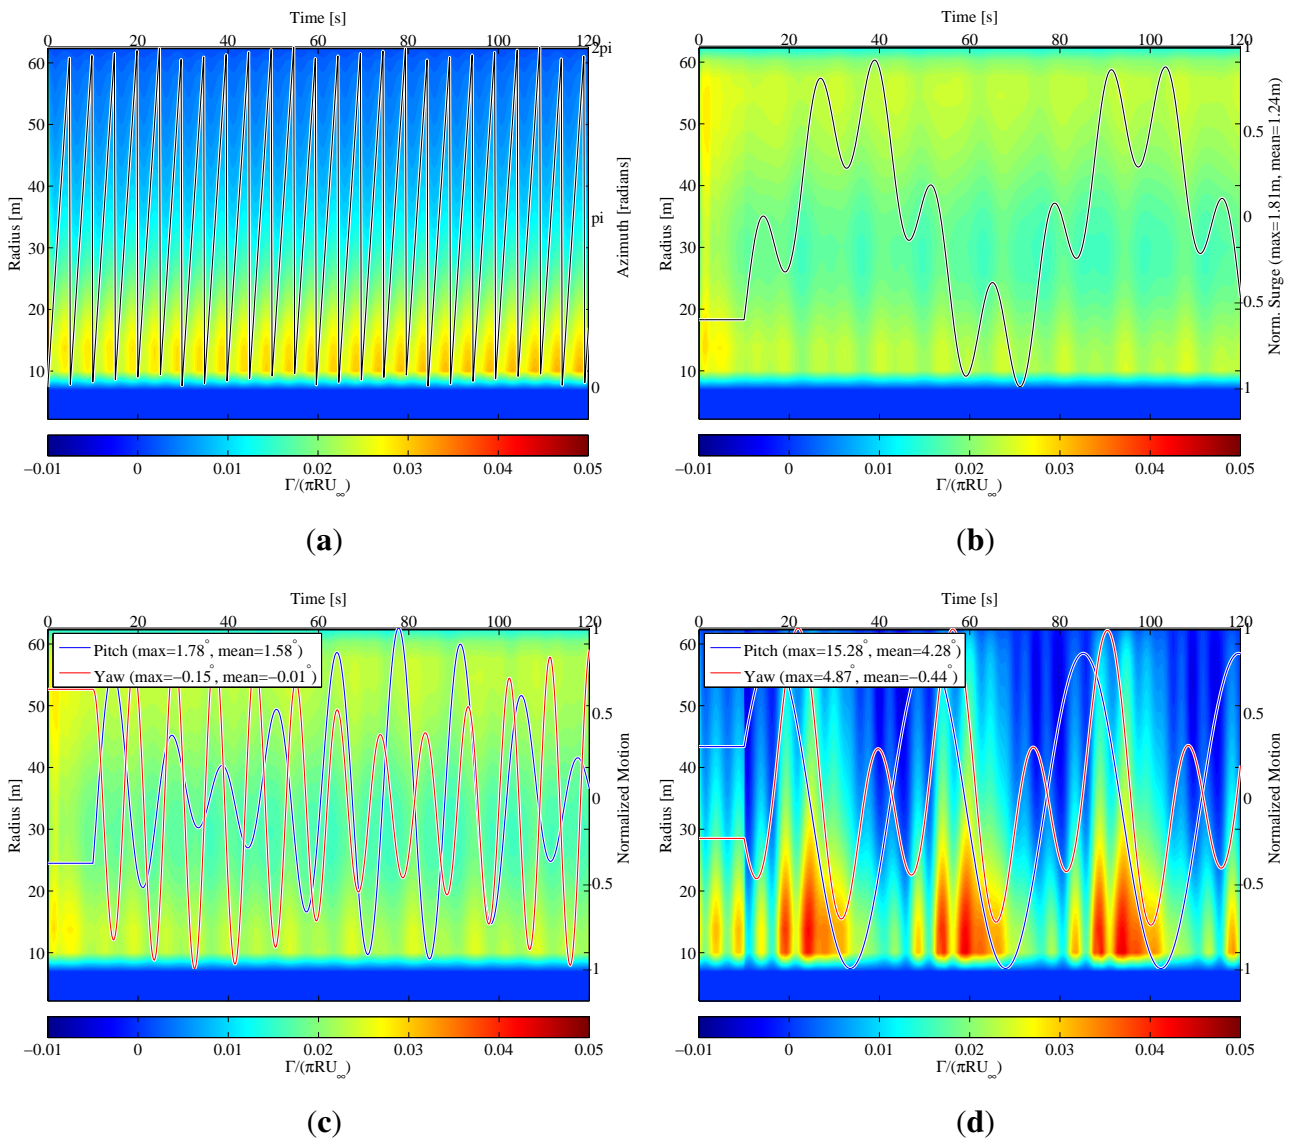 Time [s]
0 20 40 60 80 100 120
60
50
40
30
20
10
Radius [m]
2pi
pi
0
Azimuth [radians]
−0.01 0 0.01 0.02 0.03 0.04 0.05
Γ/(πRU∞)
(a)
Time [s]
0 20 40 60 80 100 120
60
50
40
30
20
10
Radius [m]
1
0.5
0
0.5
1
Norm. Surge (max=1.81m, mean=1.24m)
−0.01 0 0.01 0.02 0.03 0.04 0.05
Γ/(πRU∞)
(b)
Time [s]
0 20 40 60 80 100 120
Pitch (max=1.78°, mean=1.58°)
Yaw (max=−0.15°, mean=−0.01°)
60
50
40
30
20
10
Radius [m]
1
0.5
0
0.5
1
Normalized Motion
−0.01 0 0.01 0.02 0.03 0.04 0.05
Γ/(πRU∞)
(c)
Time [s]
0 20 40 60 80 100 120
Pitch (max=15.28°, mean=4.28°)
Yaw (max=4.87°, mean=−0.44°)
60
50
40
30
20
10
Radius [m]
1
0.5
0
0.5
1
Normalized Motion
−0.01 0 0.01 0.02 0.03 0.04 0.05
Γ/(πRU∞)
(d)